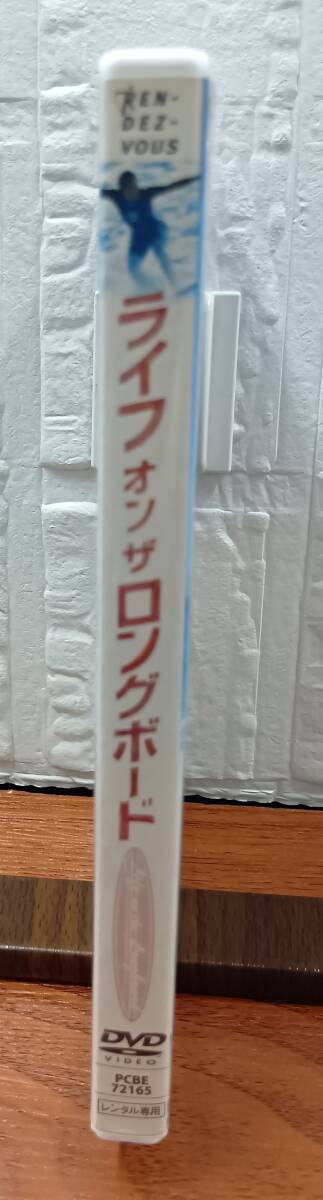 REN-
DEZ-
VOUS
ライフ オン ザ ロングボード
DVD
VIDEO
PCBE
72165
レンタル専用